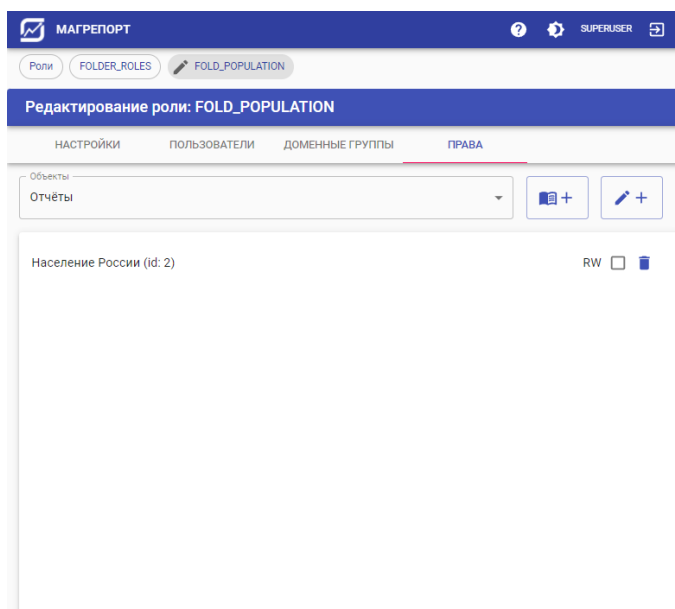 МАГРЕПОРТ
SUPERUSER
Роли
FOLDER_ROLES
FOLD_POPULATION
Редактирование роли: FOLD_POPULATION
НАСТРОЙКИ
ПОЛЬЗОВАТЕЛИ
ДОМЕННЫЕ ГРУППЫ
ПРАВА
Объекты
Отчёты
Население России (id: 2)
RW